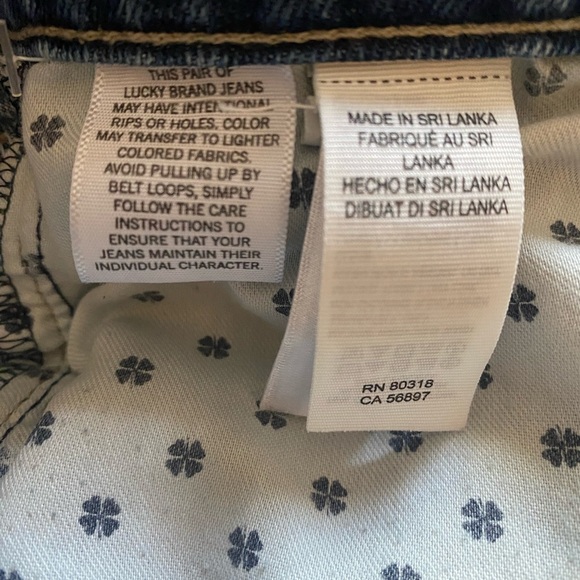 THIS PAIR OF
LUCKY BRAND JEANS
MAY HAVE INTENTIONAL
RIPS OR HOLES. COLOR
MAY TRANSFER TO LIGHTER
COLORED FABRICS.
AVOID PULLING UP BY
BELT LOOPS, SIMPLY
FOLLOW THE CARE
INSTRUCTIONS TO
ENSURE THAT YOUR
JEANS MAINTAIN THEIR
INDIVIDUAL CHARACTER.
MADE IN SRI LANKA
FABRIQUÉ AU SRI
LANKA
HECHO EN SRI LANKA
DIBUAT DI SRI LANKA
RN 80318
CA 56897